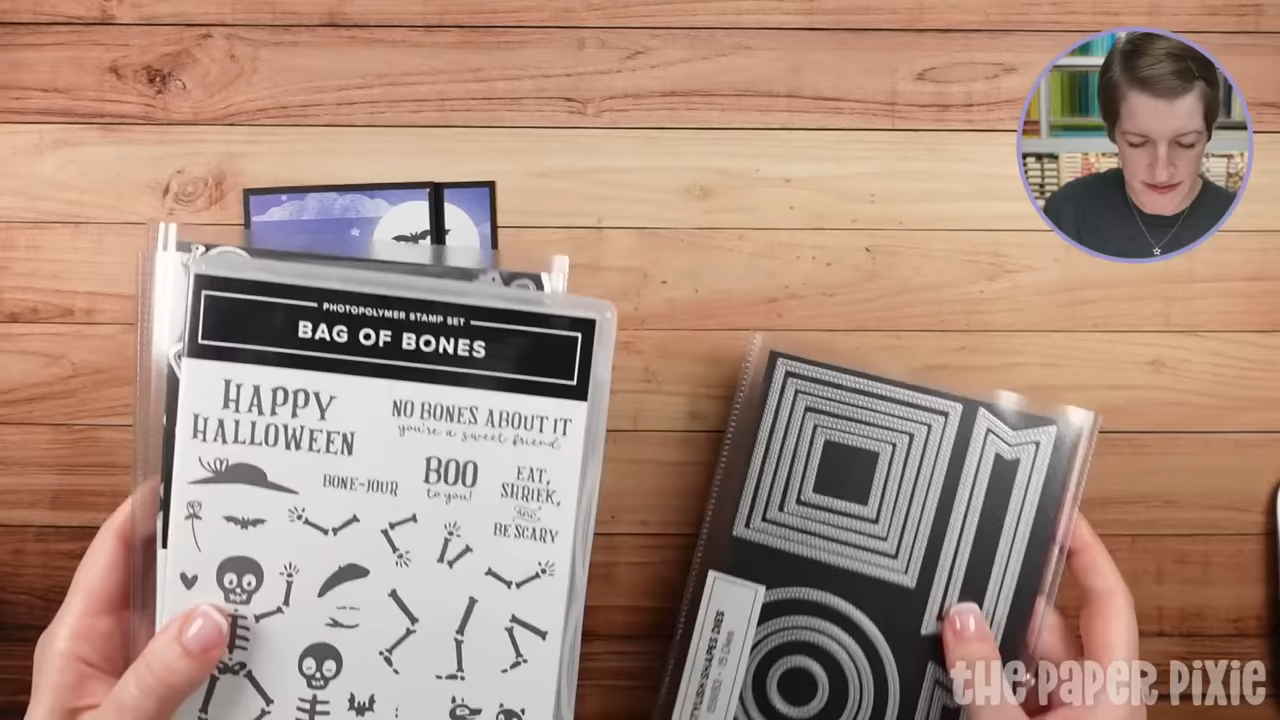 PHOTOPOLYMER STAMP SET
BAG OF BONES
HAPPY
HALLOWEEN
NO BONES ABOUT IT
you're a sweet friend
BONE-JOUR
BOO
to you!
EAT,
SHRIEK,
and
BE SCARY
SHAPES DIES
THE PAPER PIXIE